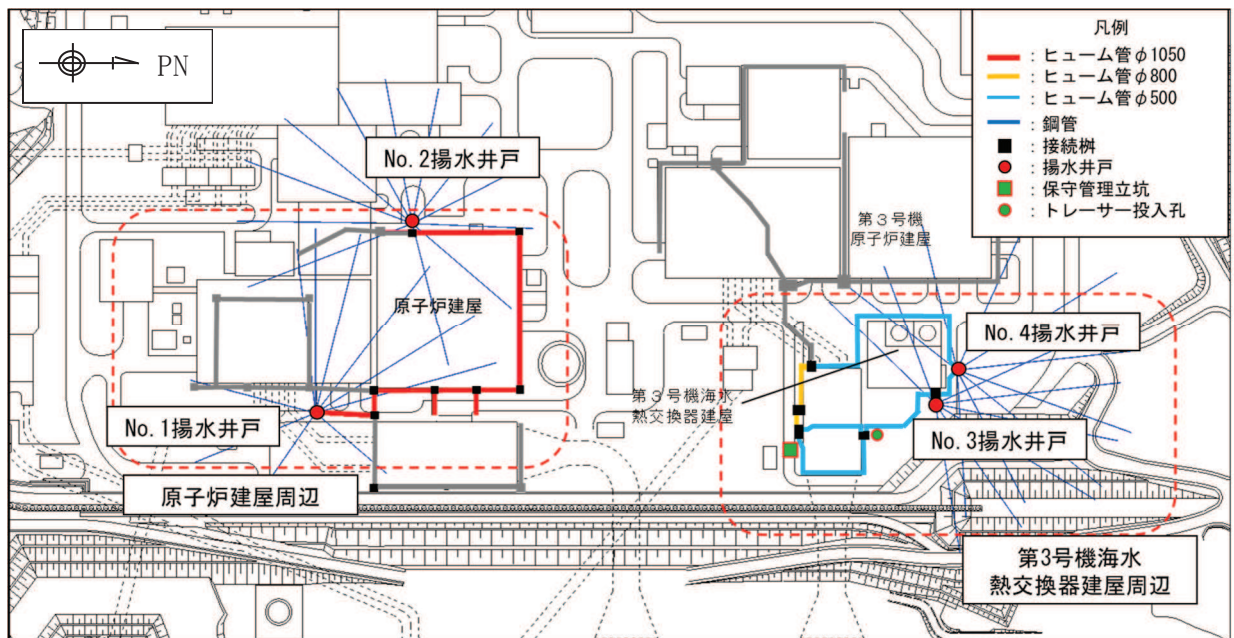 PN
凡例
：ヒューム管φ1050
：ヒューム管φ800
：ヒューム管φ500
：鋼管
：接続桝
：揚水井戸
：保守管理立坑
：トレーサー投入孔
No.2揚水井戸
第３号機
原子炉建屋
原子炉建屋
No.4揚水井戸
第３号機海水
熱交換器建屋
No.1揚水井戸
No.3揚水井戸
原子炉建屋周辺
第3号機海水
熱交換器建屋周辺